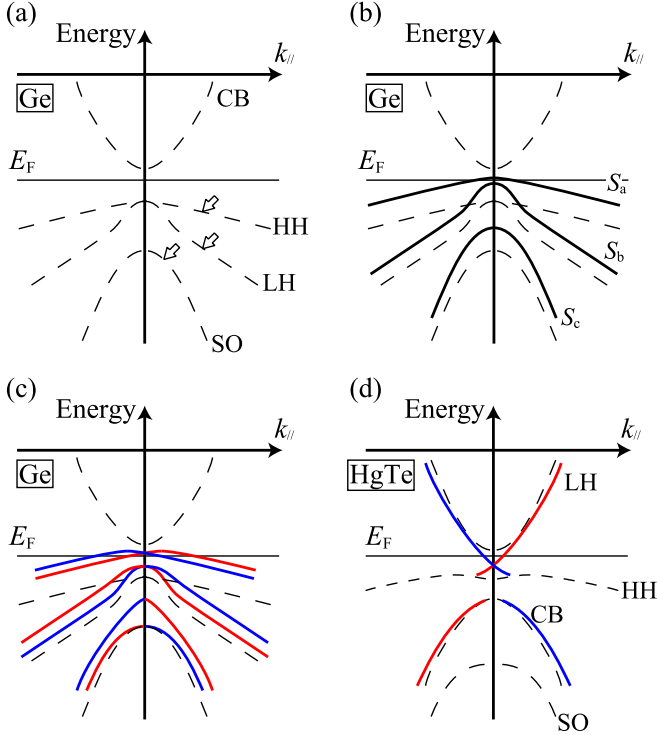 (a)
Energy
k//
Ge
CB
EF
HH
LH
SO
(b)
Energy
k//
Ge
EF
Sa
Sb
Sc
(c)
Energy
k//
Ge
EF
(d)
Energy
k//
HgTe
LH
EF
HH
CB
SO